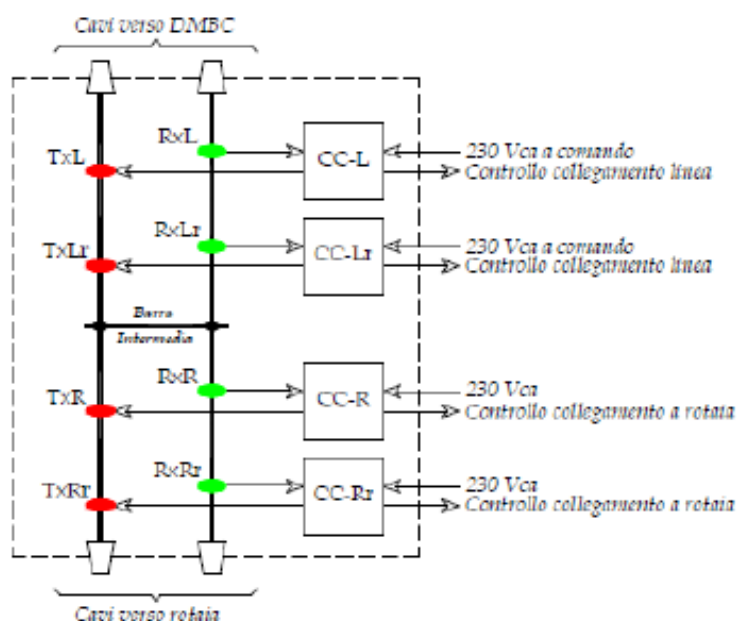 Cavi verso DMBC
RxL
TxL
CC-L
230 Vca a comando
Controllo collegamento linea
RxLr
TxLr
CC-Lr
230 Vca a comando
Controllo collegamento linea
Barra
Intermedia
RxR
TxR
CC-R
230 Vca
Controllo collegamento a rotaia
RxRr
TxRr
CC-Rr
230 Vca
Controllo collegamento a rotaia
Cavi verso rotaia